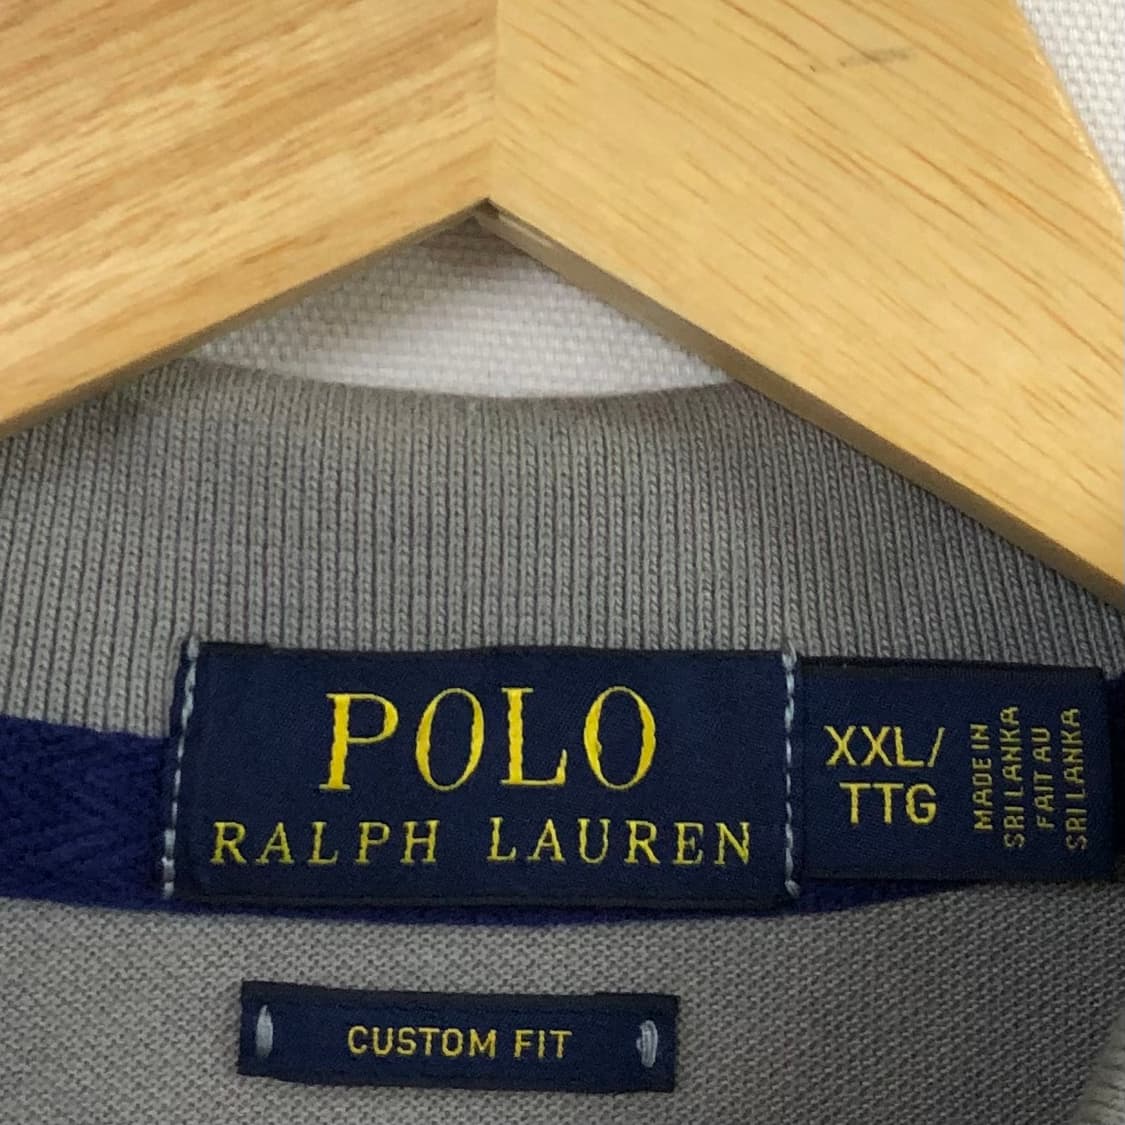 POLO
RALPH LAUREN
XXL/
TTG
MADE IN
SRI LANKA
FAIT AU
SRI LANKA
CUSTOM FIT